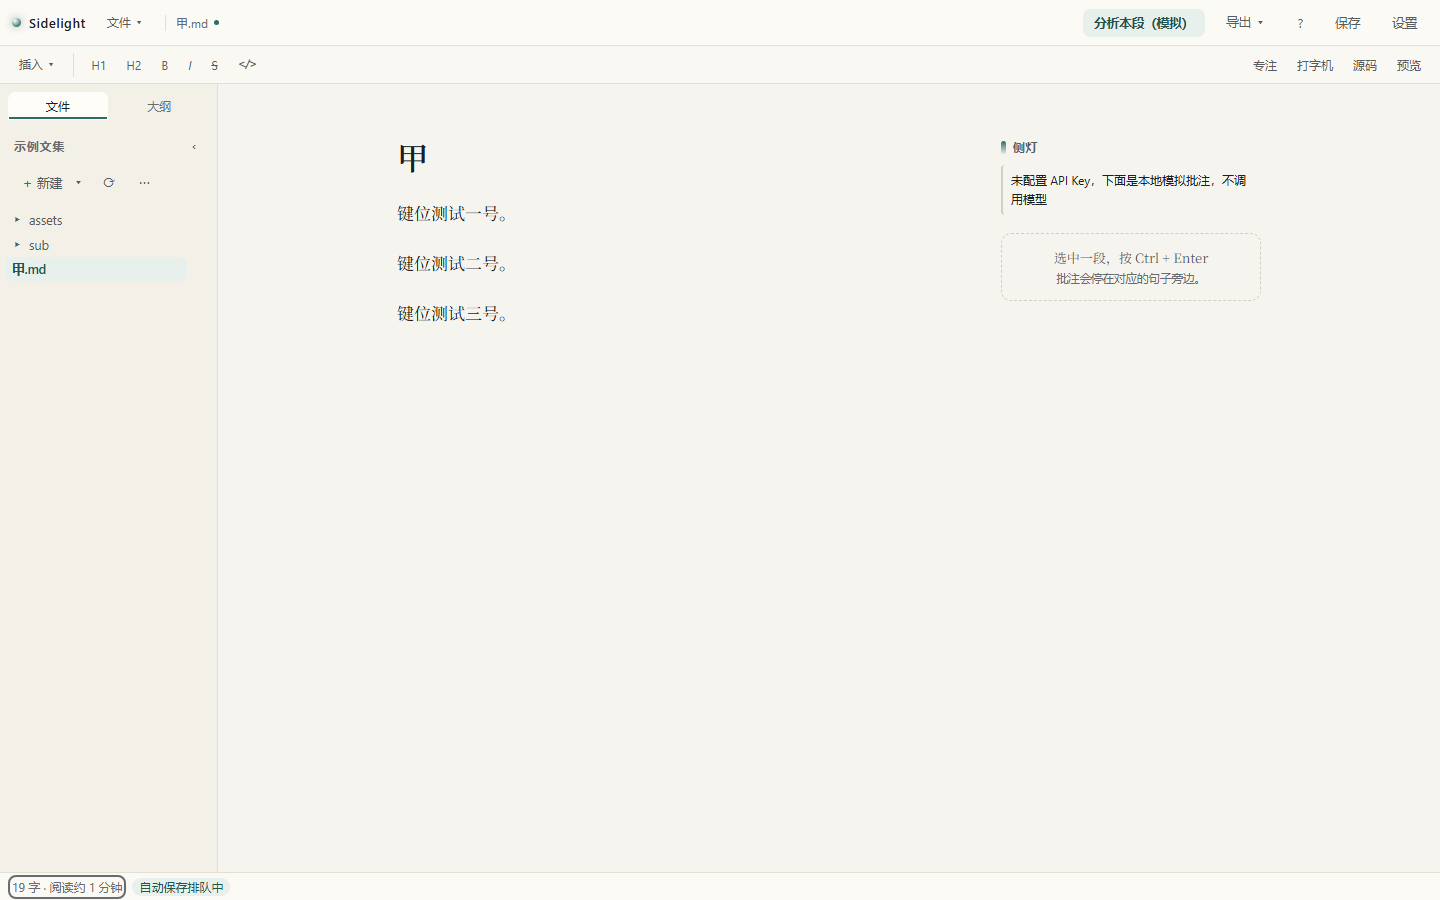 Sidelight 文件 甲.md 分析本段（模拟） 导出 ? 保存 设置
插入 H1 H2 B I S </> 专注 打字机 源码 预览
文件 大纲
示例文集
+ 新建 ...
assets
sub
甲.md
甲
键位测试一号。
键位测试二号。
键位测试三号。
侧灯
未配置 API Key，下面是本地模拟批注，不调
用模型
选中一段，按 Ctrl + Enter
批注会停在对应的句子旁边。
19 字 · 阅读约 1 分钟 自动保存排队中